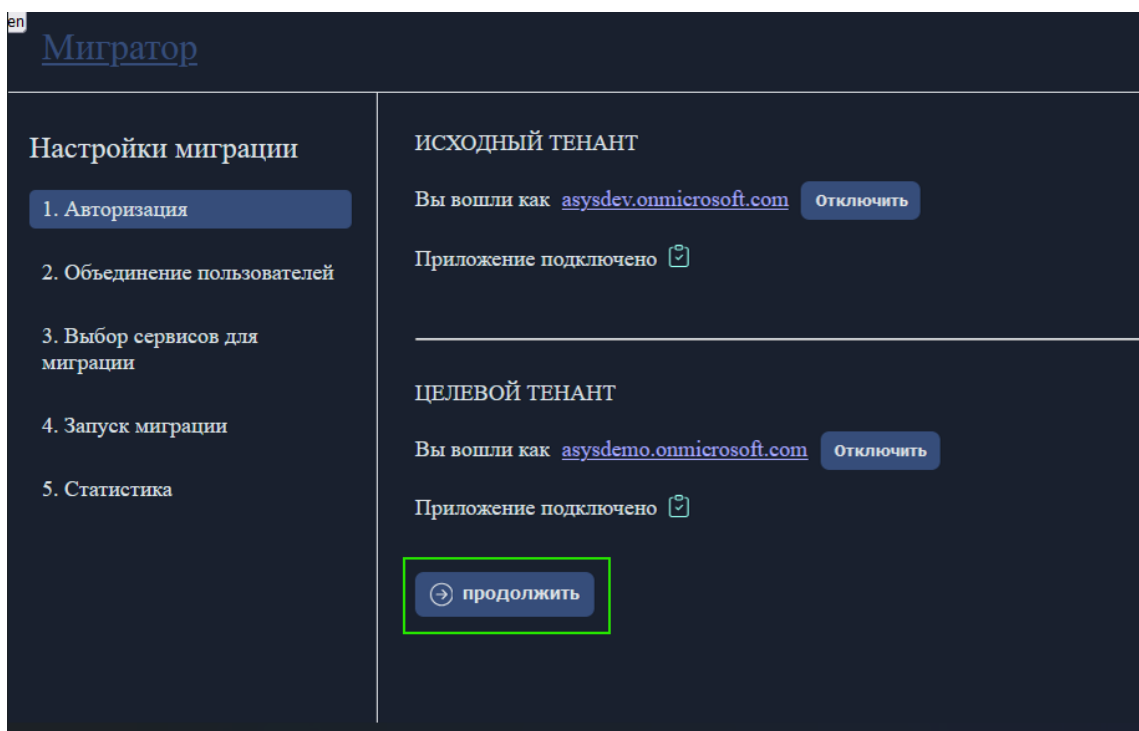 en
Мигратор
Настройки миграции
1. Авторизация
2. Объединение пользователей
3. Выбор сервисов для
миграции
4. Запуск миграции
5. Статистика
ИСХОДНЫЙ ТЕНАНТ
Вы вошли как asysdev.onmicrosoft.com Отключить
Приложение подключено
ЦЕЛЕВОЙ ТЕНАНТ
Вы вошли как asysdemo.onmicrosoft.com Отключить
Приложение подключено
продолжить